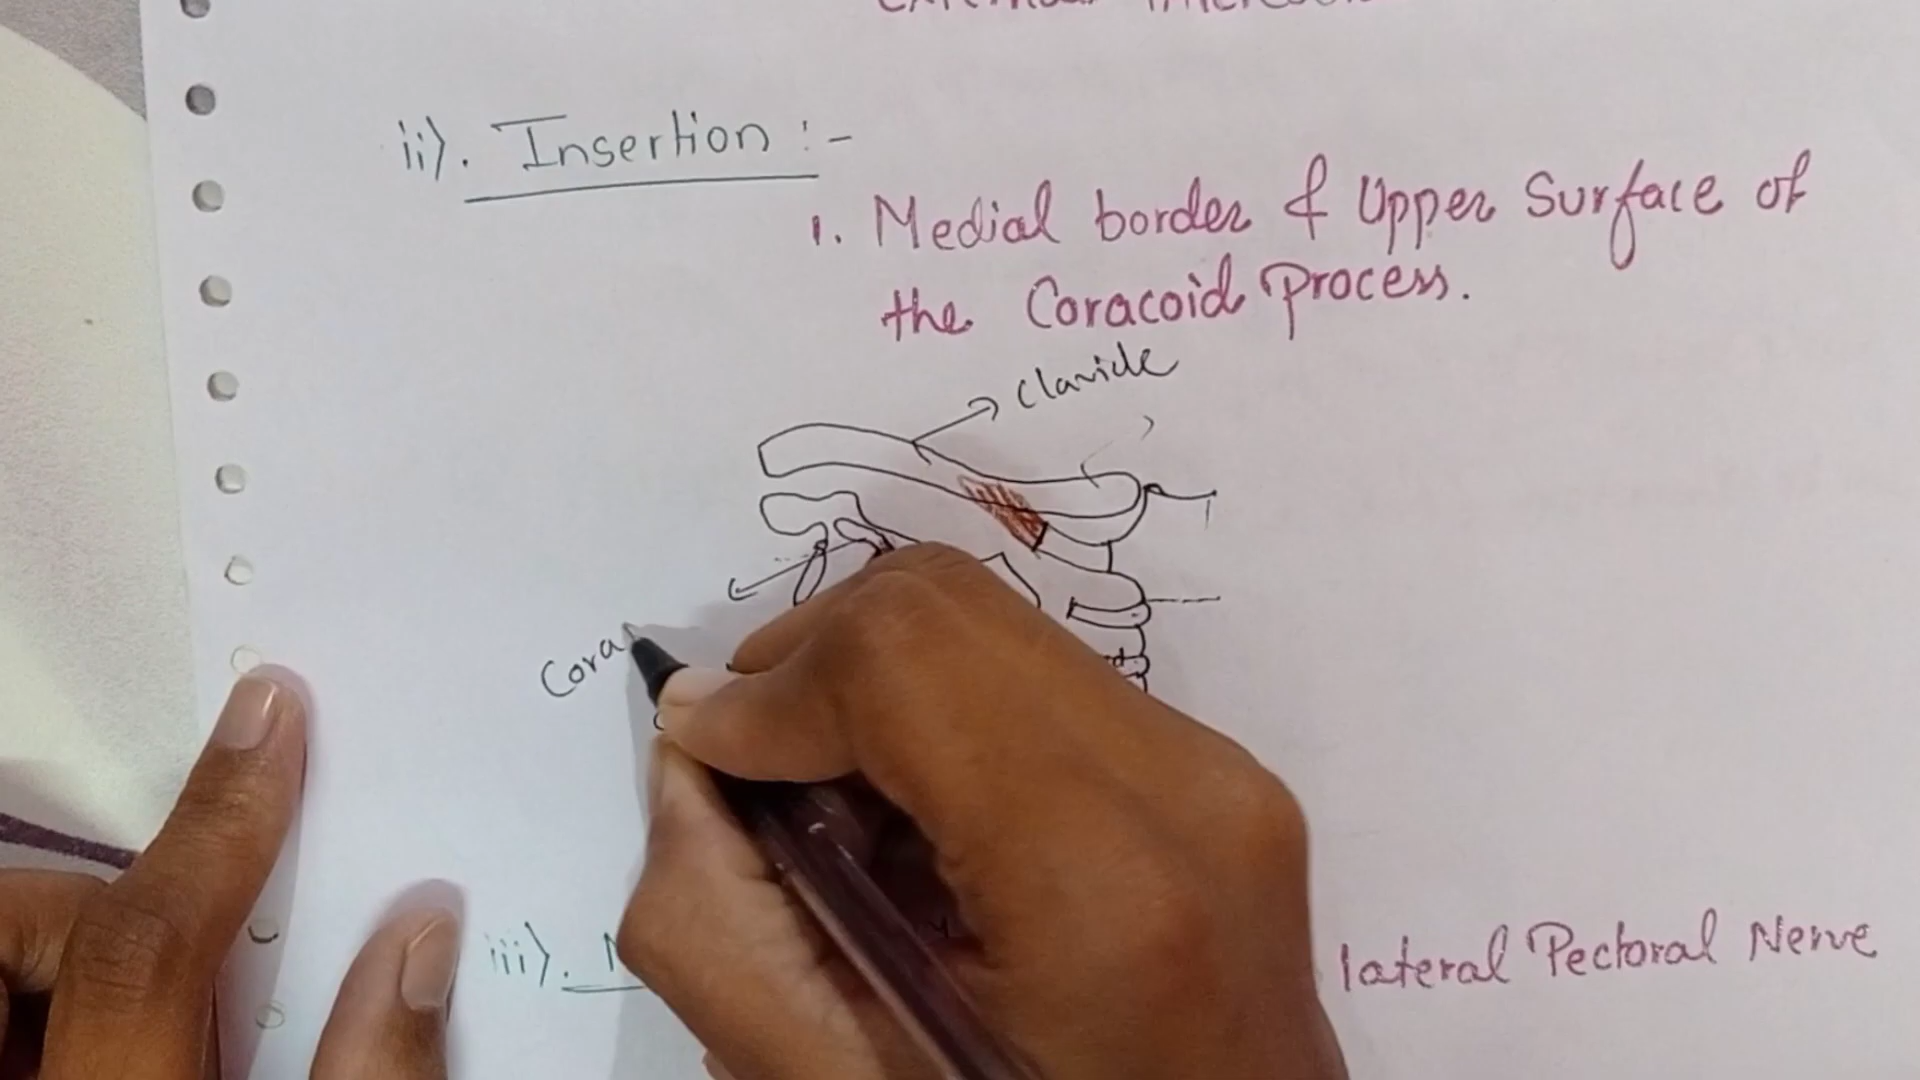 ii). Insertion :-
1. Medial border & Upper Surface of
the Coracoid Process.
Clavicle
Cora
iii).
lateral Pectoral Nerve